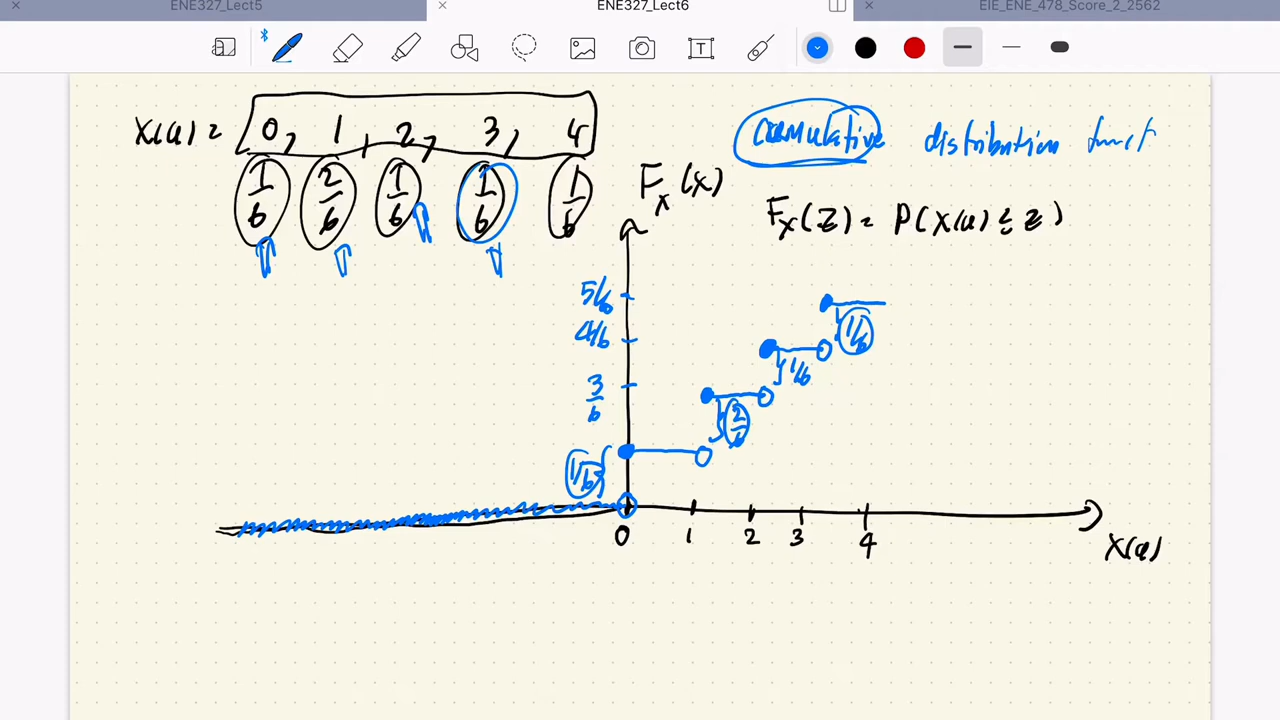 ENE327_Lect5 ENE327_Lect6 EIE_ENE_478_Score_2_2562
T
X(u) = 0, 1, 2, 3, 4
1/6 2/6 1/6 1/6 1/6
cumulative distribution funct
F_X(x)
F_X(z) = P(X(u) ≤ z)
5/6
4/6
3/6
1/6
1/6
1/6
2/6
0 1 2 3 4
X(u)